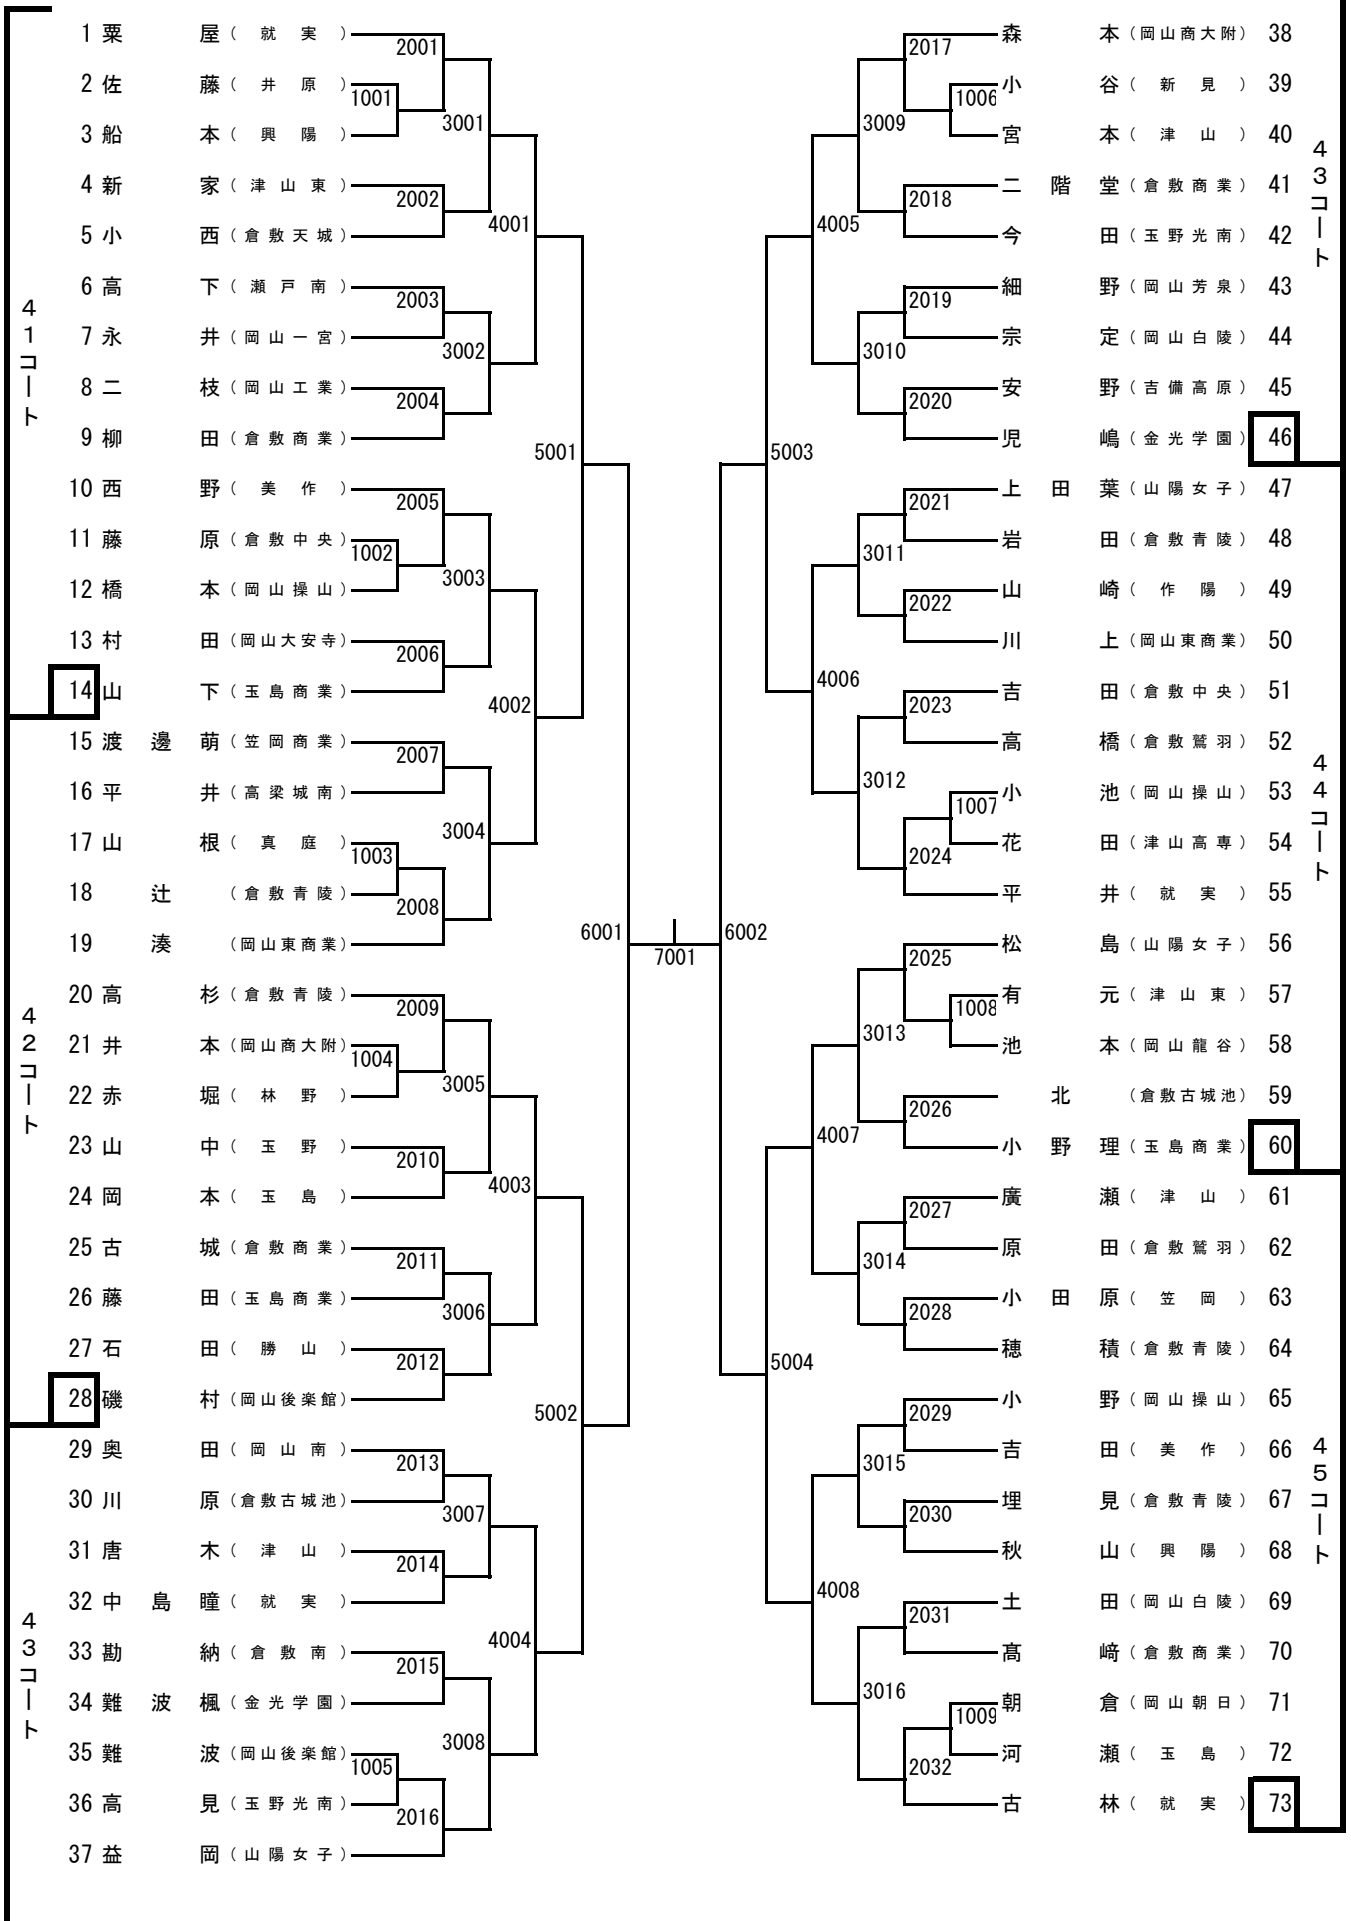 41コート
1 粟屋（就実）
2 佐藤（井原）
3 船本（興陽）
4 新家（津山東）
5 小西（倉敷天城）
6 高下（瀬戸南）
7 永井（岡山一宮）
8 二枝（岡山工業）
9 柳田（倉敷商業）
10 西野（美作）
11 藤原（倉敷中央）
12 橋本（岡山操山）
13 村田（岡山大安寺）
14 山下（玉島商業）
42コート
15 渡邊萌（笠岡商業）
16 平井（高梁城南）
17 山根（真庭）
18 辻（倉敷青陵）
19 湊（岡山東商業）
20 高杉（倉敷青陵）
21 井本（岡山商大附）
22 赤堀（林野）
23 山中（玉野）
24 岡本（玉島）
25 古城（倉敷商業）
26 藤田（玉島商業）
27 石田（勝山）
28 磯村（岡山後楽館）
43コート
29 奥田（岡山南）
30 川原（倉敷古城池）
31 唐木（津山）
32 中島瞳（就実）
33 勘納（倉敷南）
34 難波楓（金光学園）
35 難波（岡山後楽館）
36 高見（玉野光南）
37 益岡（山陽女子）
1001
1002
1003
1004
1005
2001
2002
2003
2004
2005
2006
2007
2008
2009
2010
2011
2012
2013
2014
2015
2016
3001
3002
3003
3004
3005
3006
3007
3008
4001
4002
4003
4004
5001
5002
6001
7001
6002
5003
5004
4005
4006
4007
4008
3009
3010
3011
3012
3013
3014
3015
3016
2017
2018
2019
2020
2021
2022
2023
2024
2025
2026
2027
2028
2029
2030
2031
2032
1006
1007
1008
1009
森本（岡山商大附）38
小谷（新見）39
宮本（津山）40
二階堂（倉敷商業）41
今田（玉野光南）42
細野（岡山芳泉）43
宗定（岡山白陵）44
安野（吉備高原）45
児嶋（金光学園）46
43コート
上田葉（山陽女子）47
岩田（倉敷青陵）48
山崎（作陽）49
川上（岡山東商業）50
吉田（倉敷中央）51
高橋（倉敷鷲羽）52
小池（岡山操山）53
花田（津山高専）54
平井（就実）55
松島（山陽女子）56
有元（津山東）57
池本（岡山龍谷）58
北（倉敷古城池）59
小野理（玉島商業）60
44コート
廣瀬（津山）61
原田（倉敷鷲羽）62
小田原（笠岡）63
穂積（倉敷青陵）64
小野（岡山操山）65
吉田（美作）66
埋見（倉敷青陵）67
秋山（興陽）68
土田（岡山白陵）69
髙﨑（倉敷商業）70
朝倉（岡山朝日）71
河瀬（玉島）72
古林（就実）73
45コート